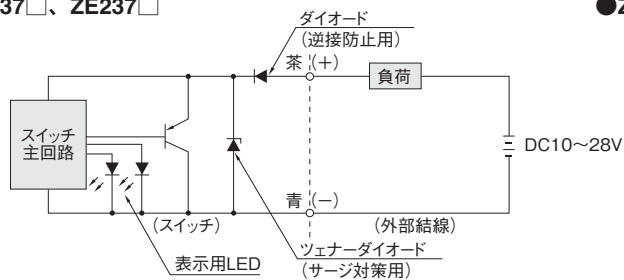 37□、ZE237□
●Z
ダイオード
(逆接防止用)
茶 (+)
負荷
スイッチ
主回路
DC10〜28V
青 (−)
(スイッチ)
(外部結線)
表示用LED
ツェナーダイオード
(サージ対策用)